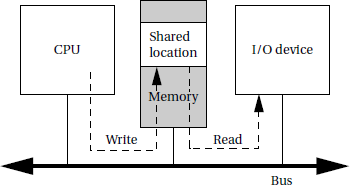 Shared
location
CPU
I/O device
Memory
Write
Read
Bus